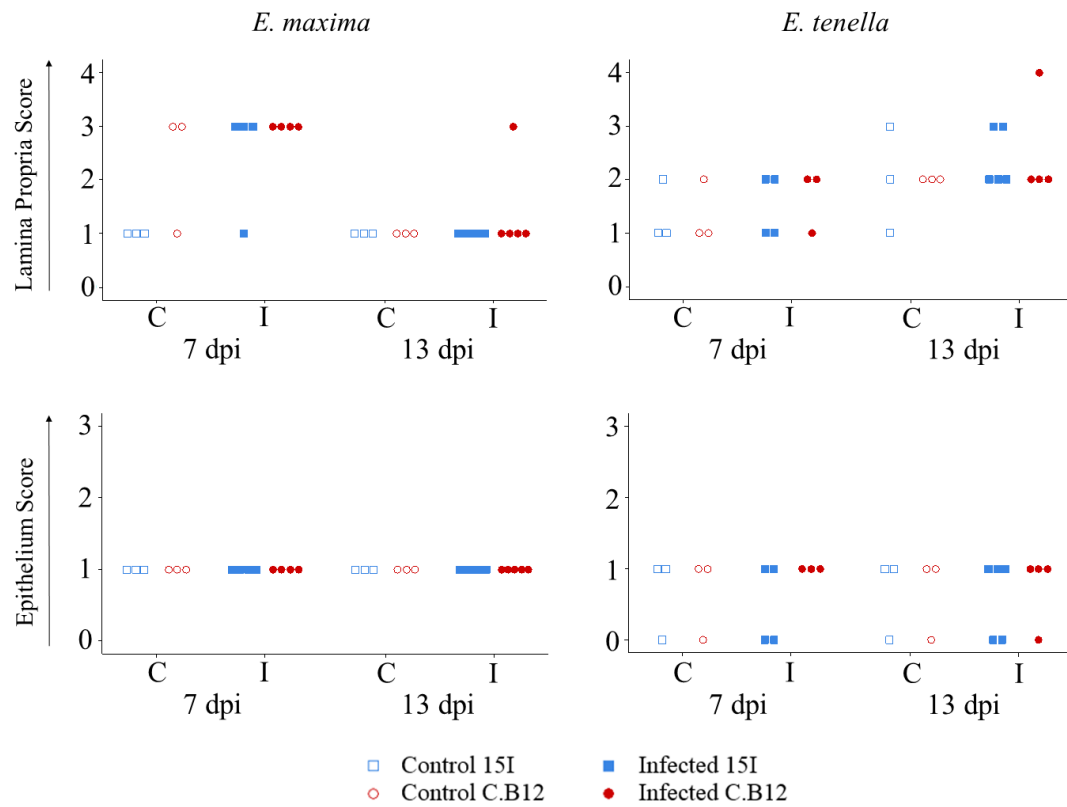 E. maxima
E. tenella
Lamina Propria Score
4
3
2
1
0
C I C I
7 dpi 13 dpi
4
3
2
1
0
C I C I
7 dpi 13 dpi
Epithelium Score
3
2
1
0
C I C I
7 dpi 13 dpi
3
2
1
0
C I C I
7 dpi 13 dpi
Control 15I
Infected 15I
Control C.B12
Infected C.B12